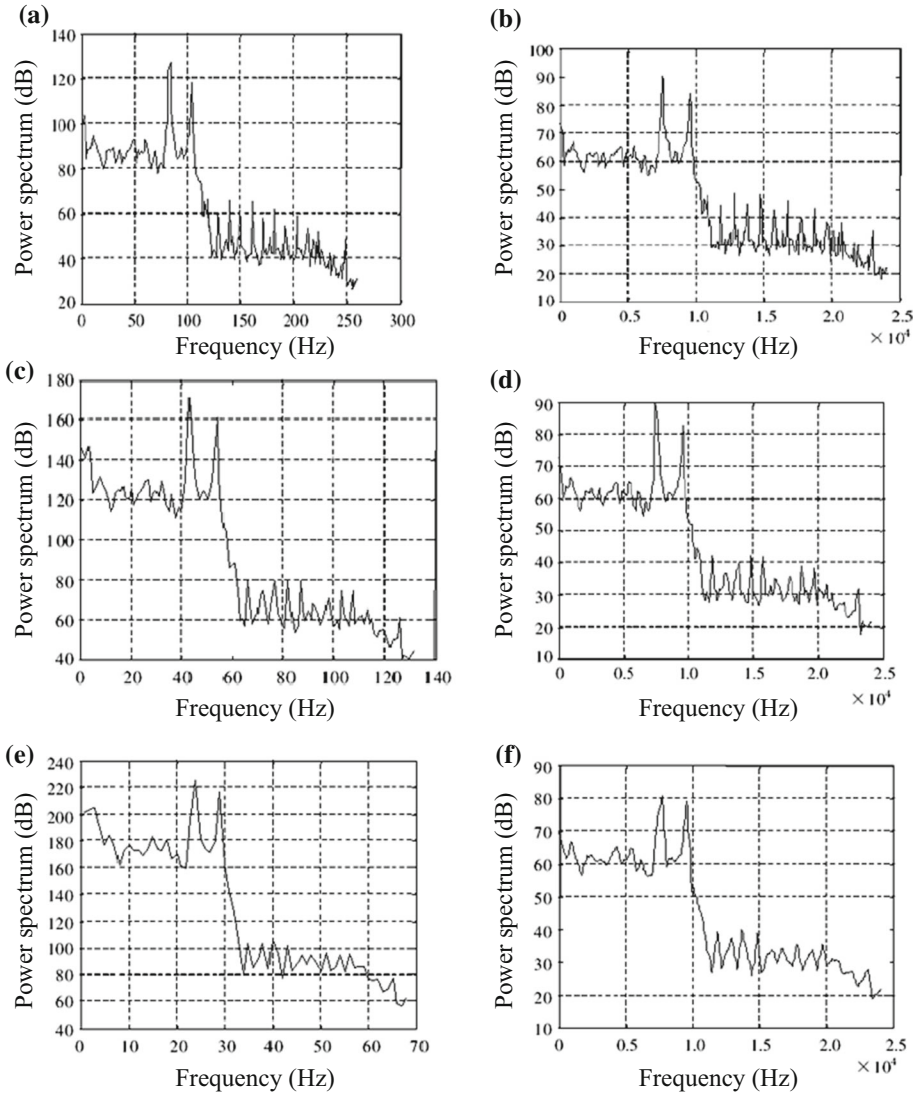 (a)
140
120
100
80
60
40
20
0 50 100 150 200 250 300
Power spectrum (dB)
Frequency (Hz)
(b)
100
90
80
70
60
50
40
30
20
10
0 0.5 1.0 1.5 2.0 2.5
× 10⁴
Power spectrum (dB)
Frequency (Hz)
(c)
180
160
140
120
100
80
60
40
0 20 40 60 80 100 120 140
Power spectrum (dB)
Frequency (Hz)
(d)
90
80
70
60
50
40
30
20
10
0 0.5 1.0 1.5 2.0 2.5
× 10⁴
Power spectrum (dB)
Frequency (Hz)
(e)
240
220
200
180
160
140
120
100
80
60
40
0 10 20 30 40 50 60 70
Power spectrum (dB)
Frequency (Hz)
(f)
90
80
70
60
50
40
30
20
10
0 0.5 1.0 1.5 2.0 2.5
× 10⁴
Power spectrum (dB)
Frequency (Hz)